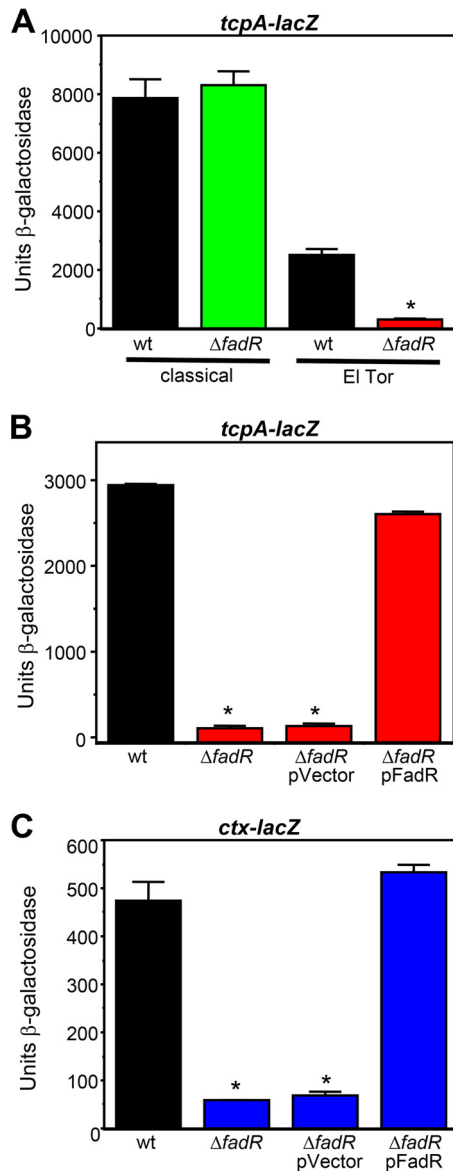 A
tcpA-lacZ
10000
8000
6000
4000
2000
0
Units β-galactosidase
*
wt ΔfadR wt ΔfadR
classical El Tor
B
tcpA-lacZ
3000
2000
1000
0
Units β-galactosidase
* *
wt ΔfadR ΔfadR ΔfadR
pVector pFadR
C
ctx-lacZ
600
500
400
300
200
100
0
Units β-galactosidase
* *
wt ΔfadR ΔfadR ΔfadR
pVector pFadR